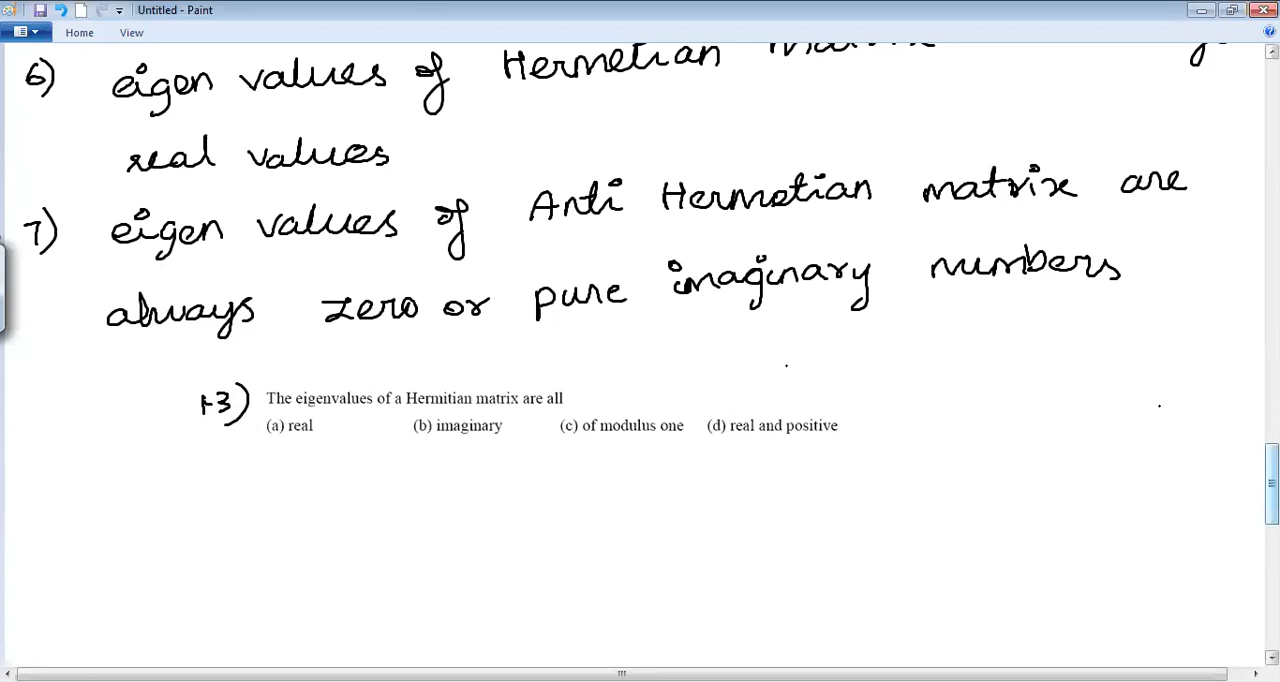 Untitled - Paint
Home View
6) eigen values of Hermetian matrix
real values
7) eigen values of Anti Hermetian matrix are
always zero or pure imaginary numbers
13) The eigenvalues of a Hermitian matrix are all
(a) real (b) imaginary (c) of modulus one (d) real and positive